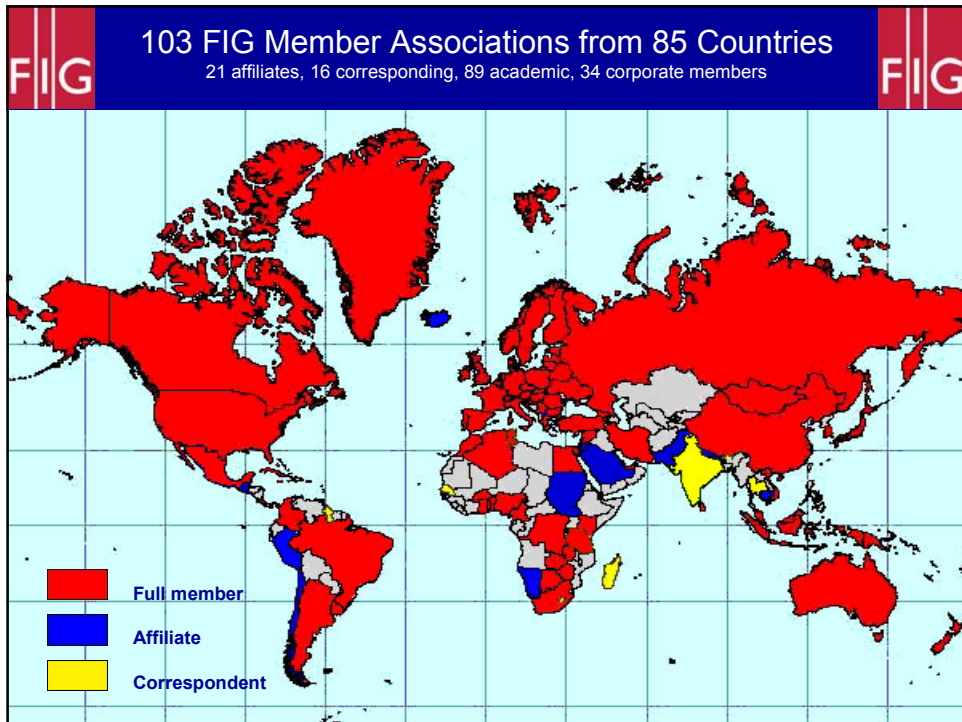 FIG
103 FIG Member Associations from 85 Countries
21 affiliates, 16 corresponding, 89 academic, 34 corporate members
FIG
Full member
Affiliate
Correspondent